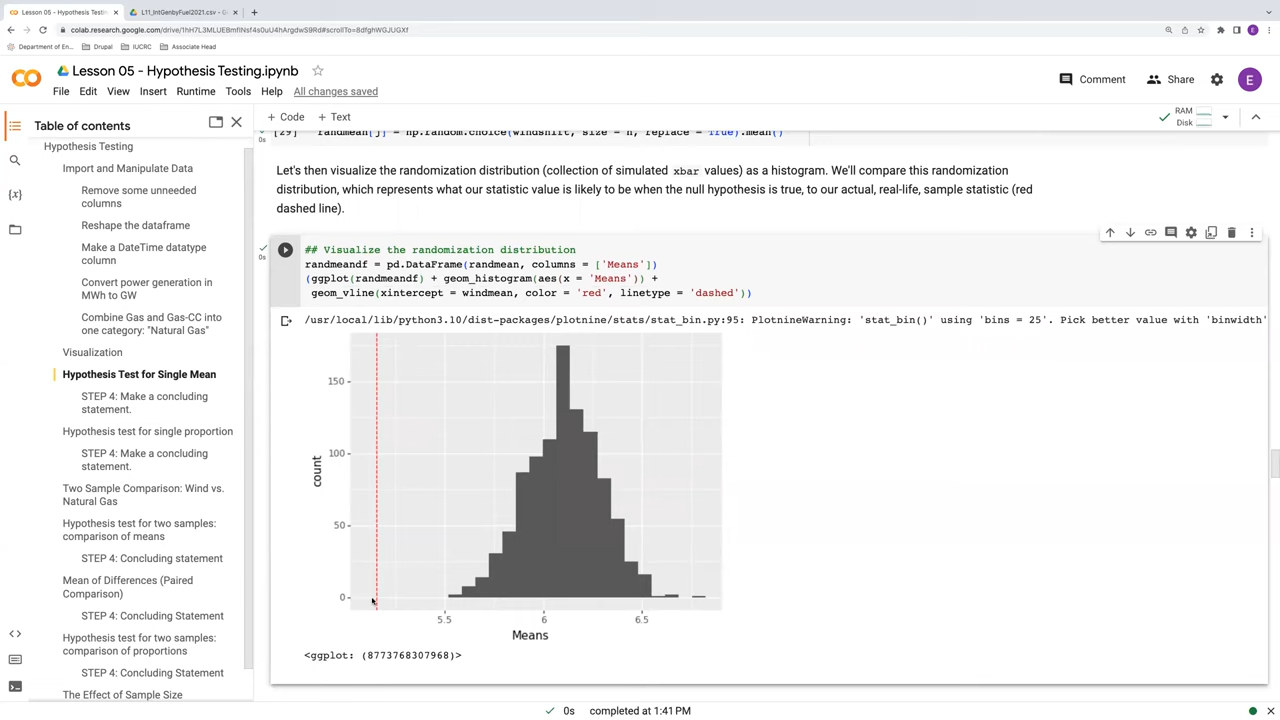 Lesson 05 - Hypothesis Testing
L11_IntGenbyFuel2021.csv - G
colab.research.google.com/drive/1hH7L3MLUEBmfiNsf4s0uU4hArgdwS9Rd#scrollTo=8dfghWGJUGXf
Department of En...
Drupal
IUCRC
Associate Head
Lesson 05 - Hypothesis Testing.ipynb
File Edit View Insert Runtime Tools Help All changes saved
Comment
Share
E
Table of contents
+ Code + Text
RAM
Disk
Hypothesis Testing
Import and Manipulate Data
Remove some unneeded
columns
Reshape the dataframe
Make a DateTime datatype
column
Convert power generation in
MWh to GW
Combine Gas and Gas-CC into
one category: "Natural Gas"
Visualization
Hypothesis Test for Single Mean
STEP 4: Make a concluding
statement.
Hypothesis test for single proportion
STEP 4: Make a concluding
statement.
Two Sample Comparison: Wind vs.
Natural Gas
Hypothesis test for two samples:
comparison of means
STEP 4: Concluding statement
Mean of Differences (Paired
Comparison)
STEP 4: Concluding Statement
Hypothesis test for two samples:
comparison of proportions
STEP 4: Concluding Statement
The Effect of Sample Size
[29] randmean[j] = np.random.choice(windshift, size = n, replace = True).mean()
0s
Let's then visualize the randomization distribution (collection of simulated xbar values) as a histogram. We'll compare this randomization
distribution, which represents what our statistic value is likely to be when the null hypothesis is true, to our actual, real-life, sample statistic (red
dashed line).
0s
## Visualize the randomization distribution
randmeandf = pd.DataFrame(randmean, columns = ['Means'])
(ggplot(randmeandf) + geom_histogram(aes(x = 'Means')) +
geom_vline(xintercept = windmean, color = 'red', linetype = 'dashed'))
/usr/local/lib/python3.10/dist-packages/plotnine/stats/stat_bin.py:95: PlotnineWarning: 'stat_bin()' using 'bins = 25'. Pick better value with 'binwidth'
150
100
50
0
count
5.5 6 6.5
Means
<ggplot: (8773768307968)>
0s completed at 1:41 PM